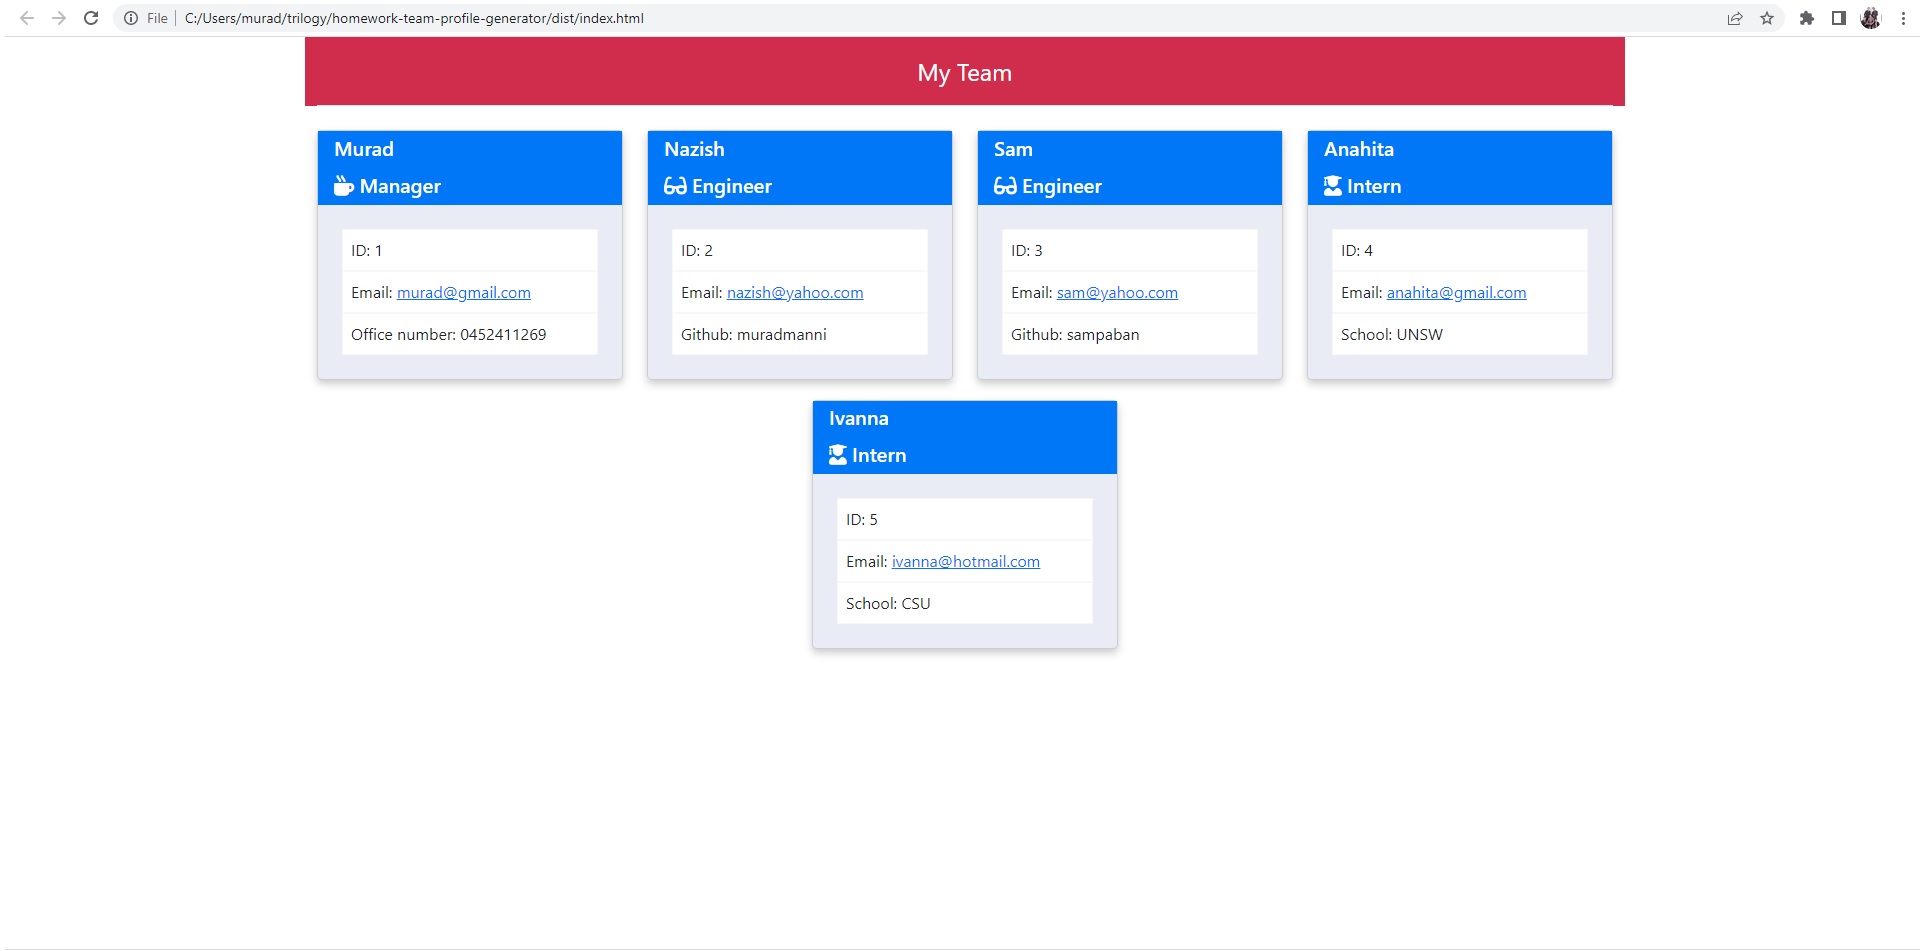 File C:/Users/murad/trilogy/homework-team-profile-generator/dist/index.html
My Team
Murad
Manager
ID: 1
Email: murad@gmail.com
Office number: 0452411269
Nazish
Engineer
ID: 2
Email: nazish@yahoo.com
Github: muradmanni
Sam
Engineer
ID: 3
Email: sam@yahoo.com
Github: sampaban
Anahita
Intern
ID: 4
Email: anahita@gmail.com
School: UNSW
Ivanna
Intern
ID: 5
Email: ivanna@hotmail.com
School: CSU